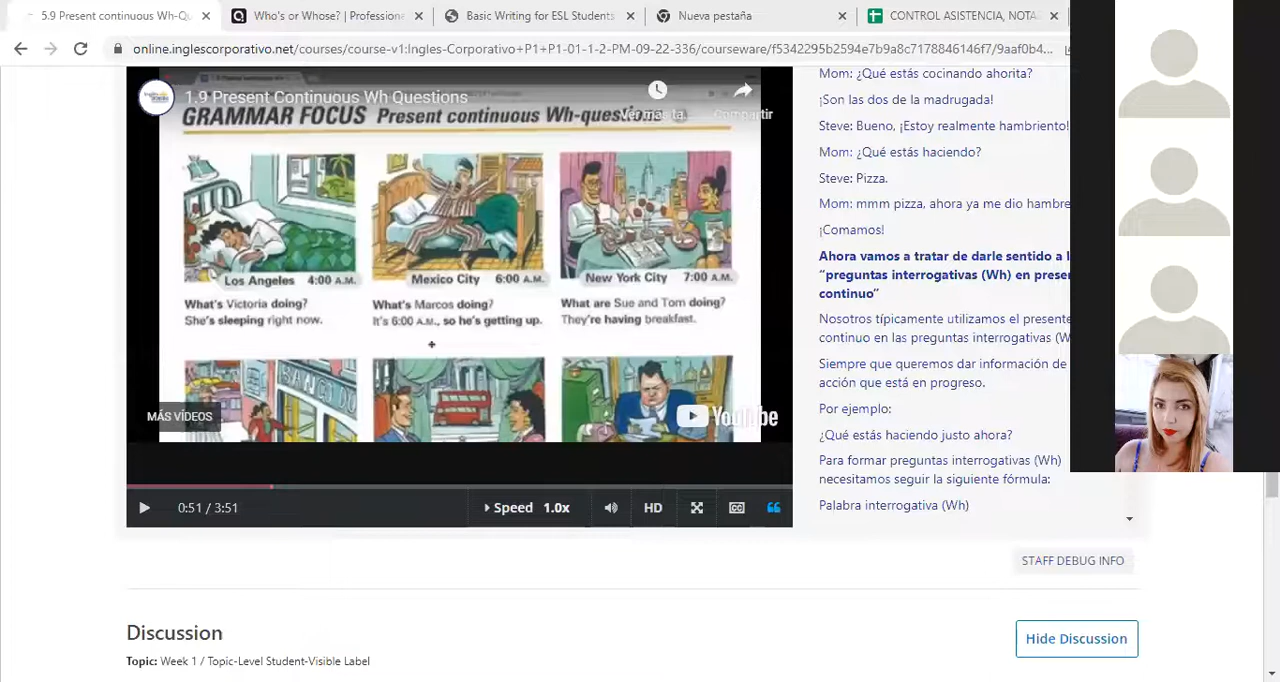 5.9 Present continuous Wh-Qu
Who's or Whose? | Professione
Basic Writing for ESL Students
Nueva pestaña
CONTROL ASISTENCIA, NOTA
online.inglescorporativo.net/courses/course-v1:Ingles-Corporativo+P1+P1-01-1-2-PM-09-22-336/courseware/f5342295b2594e7b9a8c7178846146f7/9aaf0b4...
1.9 Present Continuous Wh Questions
Ver más ta...
Compartir
GRAMMAR FOCUS Present continuous Wh-questions
Los Angeles 4:00 A.M.
Mexico City 6:00 A.M.
New York City 7:00 A.M.
What's Victoria doing?
She's sleeping right now.
What's Marcos doing?
It's 6:00 A.M., so he's getting up.
What are Sue and Tom doing?
They're having breakfast.
BANCO DU
MÁS VÍDEOS
YouTube
0:51 / 3:51
Speed 1.0x
HD
Mom: ¿Qué estás cocinando ahorita?
¡Son las dos de la madrugada!
Steve: Bueno, ¡Estoy realmente hambriento!
Mom: ¿Qué estás haciendo?
Steve: Pizza.
Mom: mmm pizza, ahora ya me dio hambre
¡Comamos!
Ahora vamos a tratar de darle sentido a l
“preguntas interrogativas (Wh) en prese
continuo”
Nosotros típicamente utilizamos el presente
continuo en las preguntas interrogativas (W
Siempre que queremos dar información de
acción que está en progreso.
Por ejemplo:
¿Qué estás haciendo justo ahora?
Para formar preguntas interrogativas (Wh)
necesitamos seguir la siguiente fórmula:
Palabra interrogativa (Wh)
STAFF DEBUG INFO
Discussion
Hide Discussion
Topic: Week 1 / Topic-Level Student-Visible Label